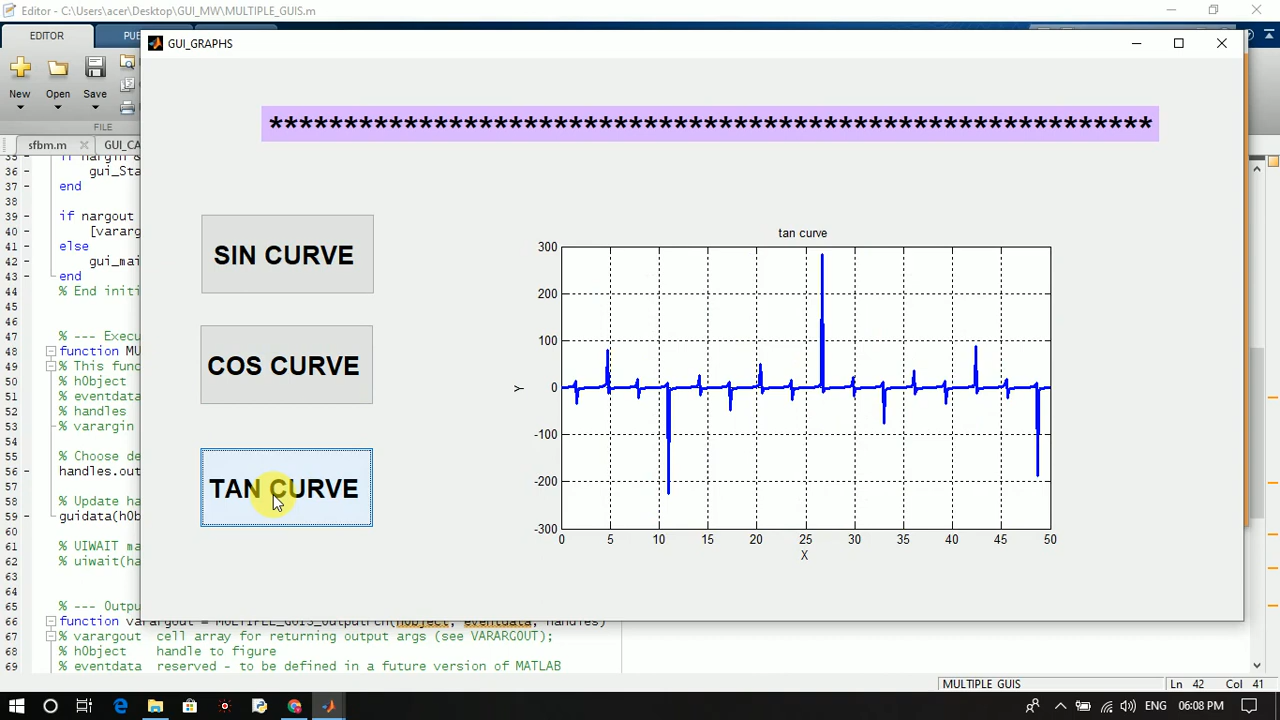 Editor - C:\Users\acer\Desktop\GUI_MW\MULTIPLE_GUIS.m
EDITOR
PU
GUI_GRAPHS
New
Open
Save
FILE
sfbm.m
GUI_CA
************************************************************
36 gui_Sta
37 end
38
39 if nargout
40 [vararg
41 else
42 gui_mai
43 end
44 % End initi
45
46
47 % --- Execu
48 function MU
49 % This func
50 % hObject
51 % eventdata
52 % handles
53 % varargin
54
55 % Choose de
56 handles.out
57
58 % Update ha
59 guidata(hOb
60
61 % UIWAIT ma
62 % uiwait(ha
63
64
65 % --- Outpu
66 function varargout = MULTIPLE_GUIS_OutputFcn(hObject, eventdata, handles)
67 % varargout cell array for returning output args (see VARARGOUT);
68 % hObject handle to figure
69 % eventdata reserved - to be defined in a future version of MATLAB
SIN CURVE
COS CURVE
TAN CURVE
tan curve
300
200
100
0
-100
-200
-300
Y
0 5 10 15 20 25 30 35 40 45 50
X
MULTIPLE GUIS
Ln 42 Col 41
ENG 06:08 PM